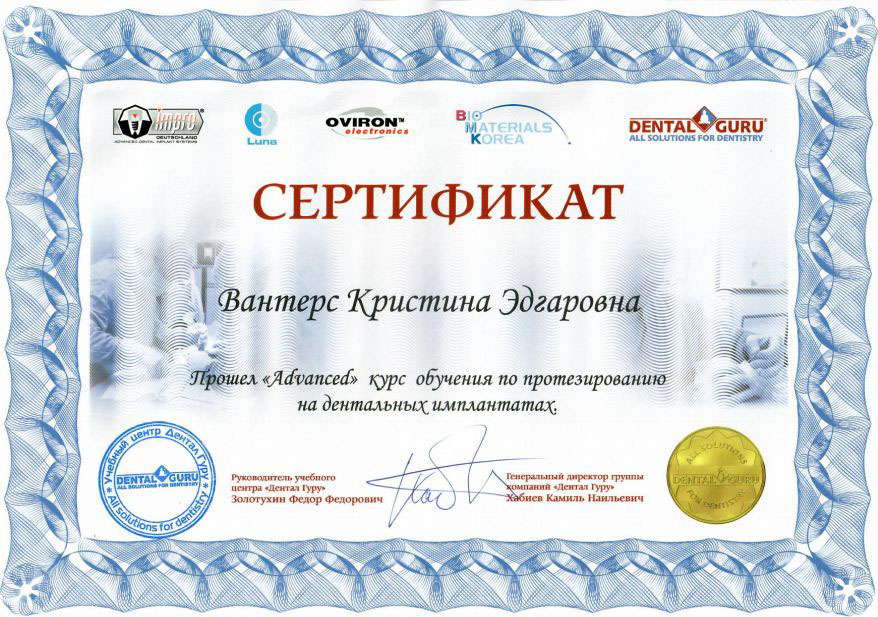 impro®
DEUTSCHLAND
ADVANCED DENTAL IMPLANT SYSTEMS
Luna
OVIRON™
electronics
BIO
MATERIALS
KOREA
DENTAL GURU®
ALL SOLUTIONS FOR DENTISTRY
СЕРТИФИКАТ
Вантерс Кристина Эдгаровна
Прошел «Advanced» курс обучения по протезированию
на дентальных имплантатах.
* Учебный центр Дентал Гуру *
DENTAL GURU
ALL SOLUTIONS FOR DENTISTRY
All solutions for dentistry
Руководитель учебного
центра «Дентал Гуру»
Золотухин Федор Федорович
Генеральный директор группы
компаний «Дентал Гуру»
Хабиев Камиль Наильевич
ALL SOLUTIONS
DENTAL GURU
FOR DENTISTRY